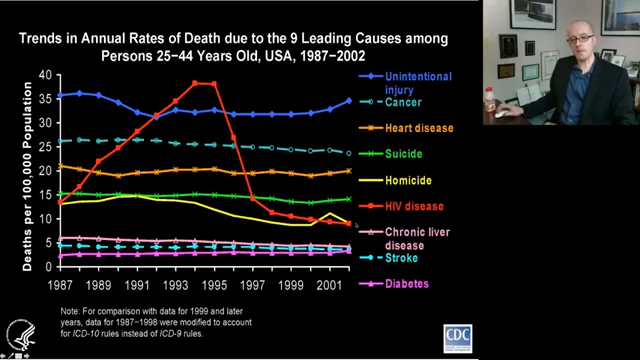 Trends in Annual Rates of Death due to the 9 Leading Causes among
Persons 25−44 Years Old, USA, 1987−2002
Deaths per 100,000 Population
40
35
30
25
20
15
10
5
0
1987
1989
1991
1993
1995
1997
1999
2001
Unintentional
injury
Cancer
Heart disease
Suicide
Homicide
HIV disease
Chronic liver
disease
Stroke
Diabetes
Note: For comparison with data for 1999 and later
years, data for 1987−1998 were modified to account
for ICD-10 rules instead of ICD-9 rules.
CDC